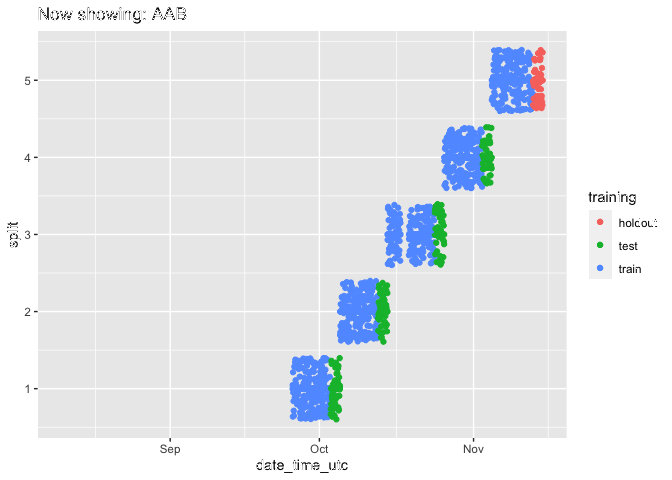 Now showing: AAB
5
4
3
2
1
split
Sep
Oct
Nov
date_time_utc
training
holdout
test
train